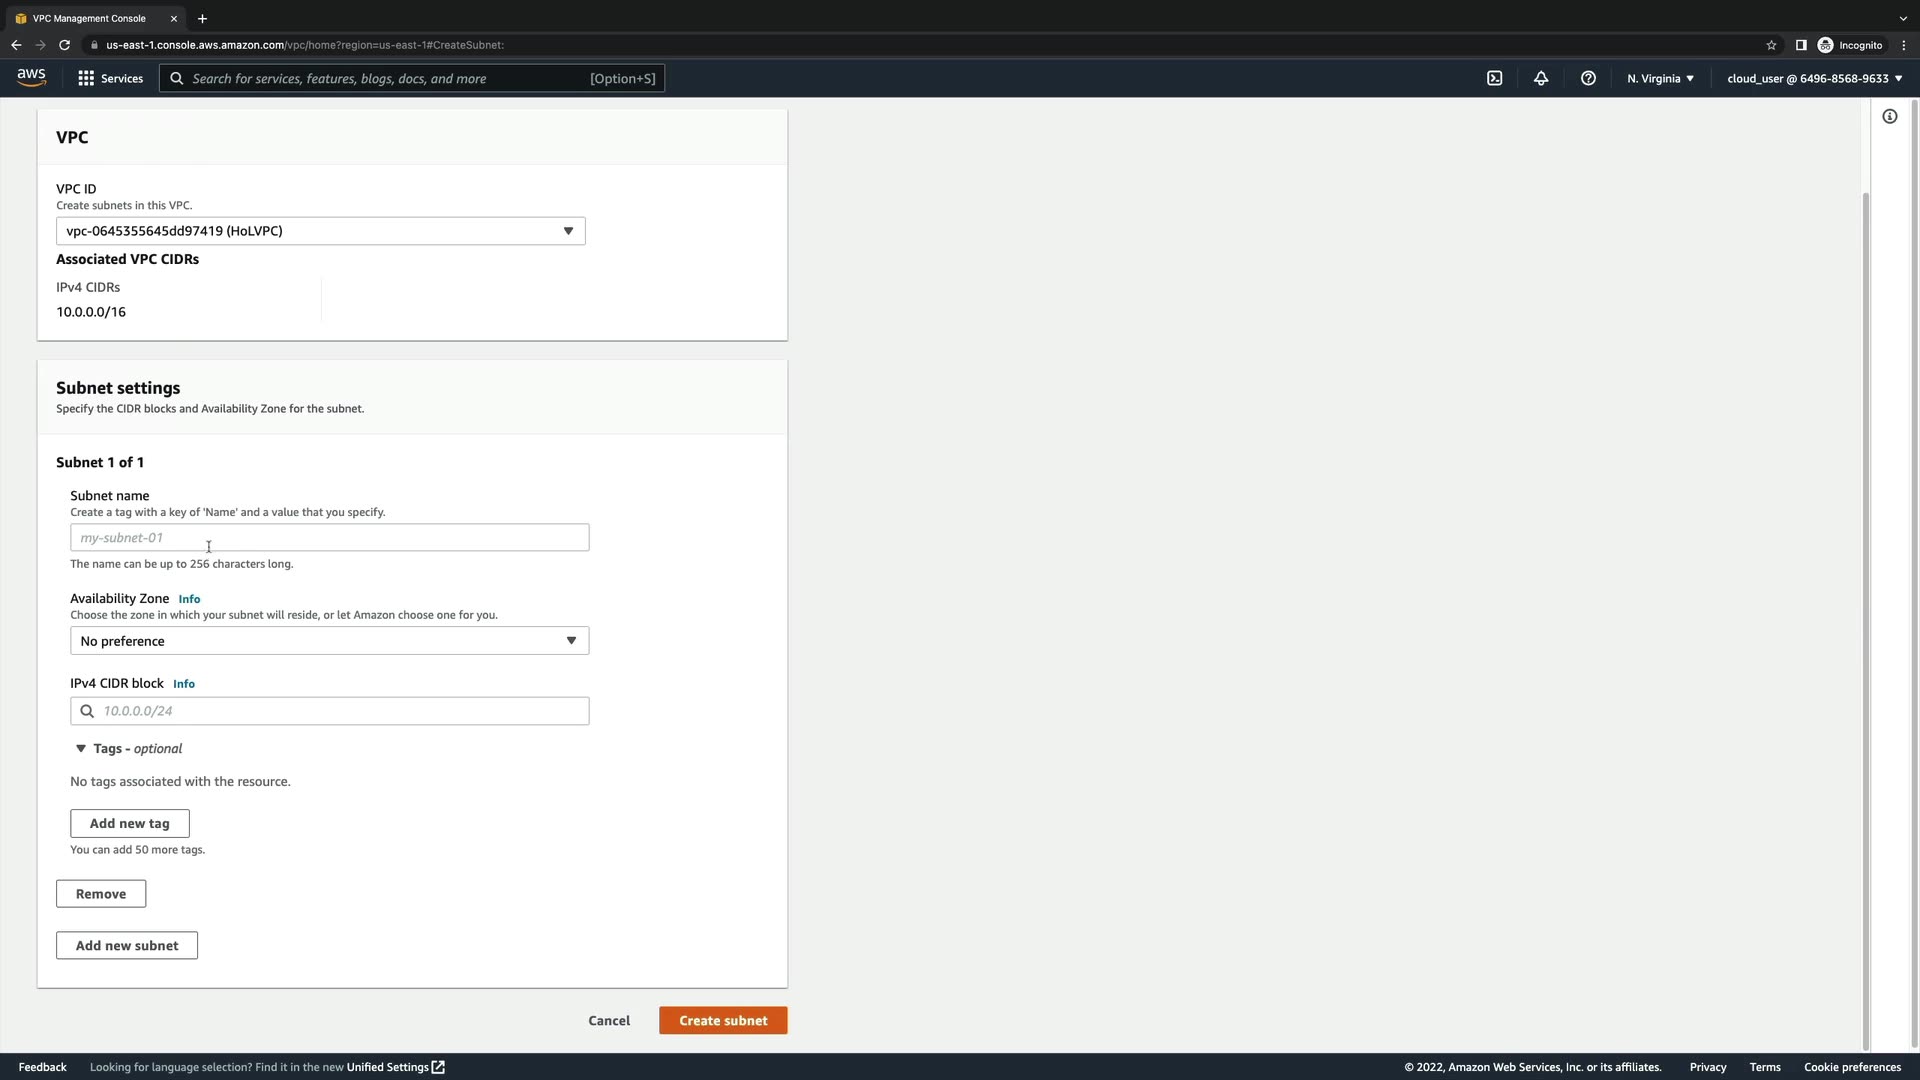 VPC Management Console
us-east-1.console.aws.amazon.com/vpc/home?region=us-east-1#CreateSubnet:
Incognito
aws
Services
Search for services, features, blogs, docs, and more
[Option+S]
N. Virginia
cloud_user @ 6496-8568-9633
VPC
VPC ID
Create subnets in this VPC.
vpc-0645355645dd97419 (HoLVPC)
Associated VPC CIDRs
IPv4 CIDRs
10.0.0.0/16
Subnet settings
Specify the CIDR blocks and Availability Zone for the subnet.
Subnet 1 of 1
Subnet name
Create a tag with a key of 'Name' and a value that you specify.
my-subnet-01
The name can be up to 256 characters long.
Availability Zone Info
Choose the zone in which your subnet will reside, or let Amazon choose one for you.
No preference
IPv4 CIDR block Info
10.0.0.0/24
Tags - optional
No tags associated with the resource.
Add new tag
You can add 50 more tags.
Remove
Add new subnet
Cancel
Create subnet
Feedback
Looking for language selection? Find it in the new Unified Settings
© 2022, Amazon Web Services, Inc. or its affiliates.
Privacy
Terms
Cookie preferences